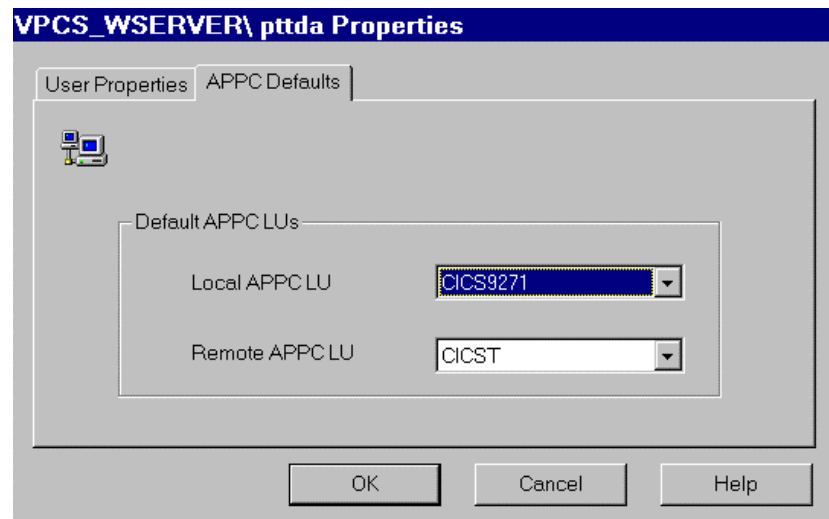 VPCS_WSERVER\ pttda Properties
User Properties APPC Defaults
Default APPC LUs
Local APPC LU CICS9271
Remote APPC LU CICST
OK Cancel Help